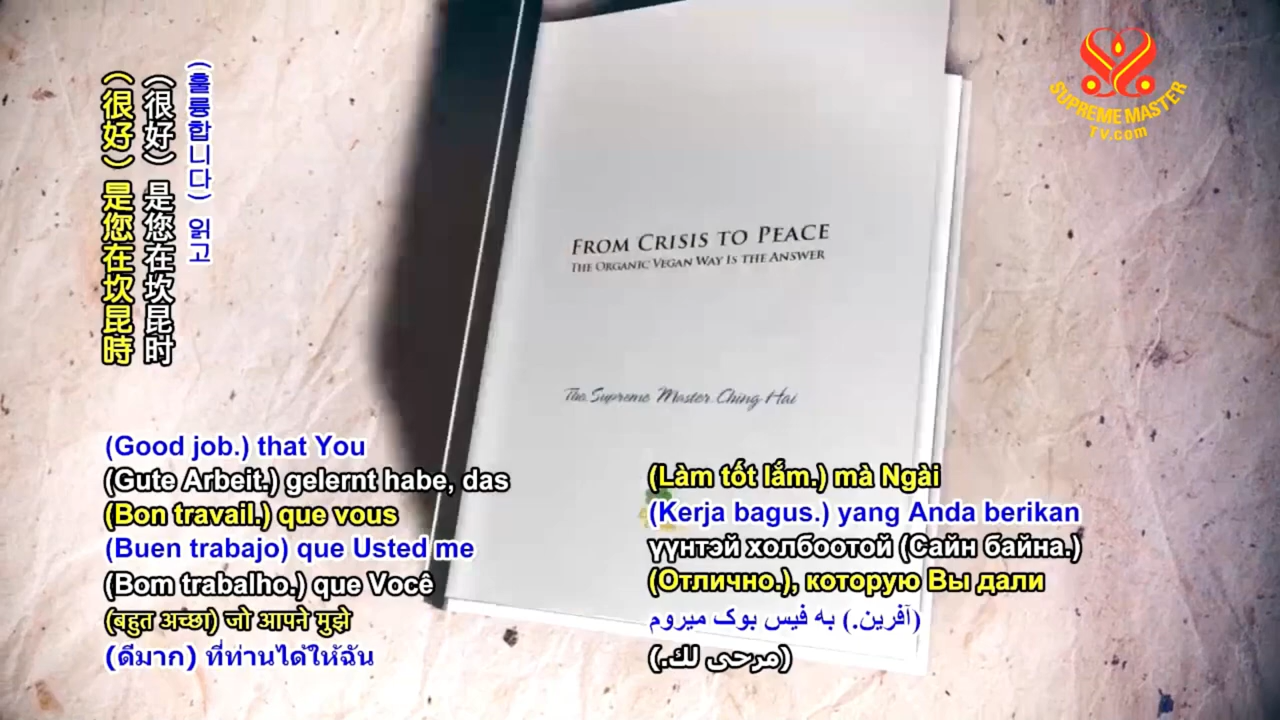 SUPREME MASTER
TV.com
(훌륭합니다) 읽고
(很好) 是您在坎昆时
(很好) 是您在坎昆時
FROM CRISIS TO PEACE
THE ORGANIC VEGAN WAY IS THE ANSWER
The Supreme Master Ching Hai
(Good job.) that You
(Gute Arbeit.) gelernt habe, das
(Bon travail.) que vous
(Buen trabajo) que Usted me
(Bom trabalho.) que Você
(बहुत अच्छा) जो आपने मुझे
(ดีมาก) ที่ท่านได้ให้ฉัน
(Làm tốt lắm.) mà Ngài
(Kerja bagus.) yang Anda berikan
үүнтэй холбоотой (Сайн байна.)
(Отлично.), которую Вы дали
(آفرین.) به فیس بوک میروم
(مرحى لك.)